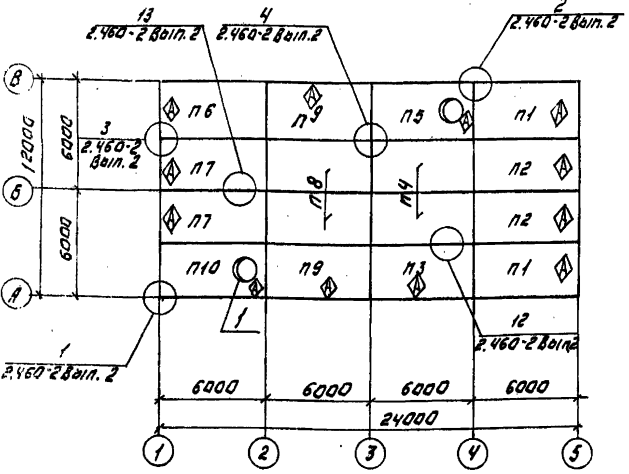 13
2.460-2 Вып. 2
4
2.460-2 Вып. 2
2
2.460-2 Вып. 2
В
П6
А
П9
А
П5
А
П1
А
3
2.460-2
Вып. 2
12000
6000
П7
А
П8
П4
П2
А
Б
П7
А
П2
А
6000
П10
А
П9
А
П3
А
П1
А
А
1
1
2.460-2 Вып. 2
12
2.460-2 Вып2
6000
6000
6000
6000
24000
1
2
3
4
5